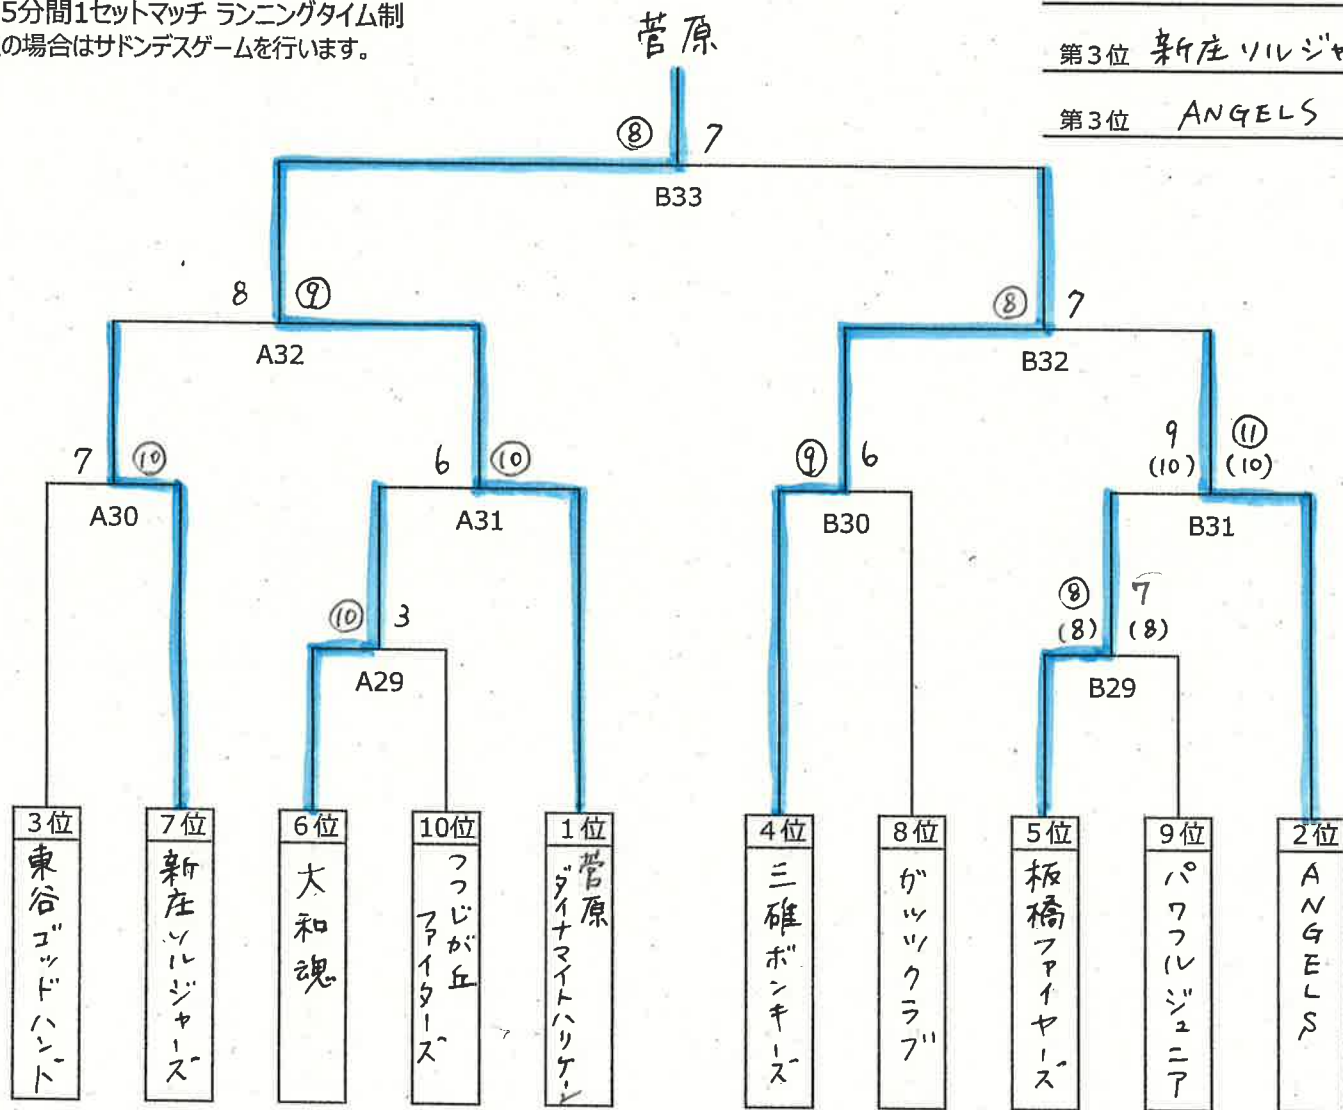 5分間1セットマッチ ランニングタイム制
の場合はサドンデスゲームを行います。
菅原
第3位 新庄ソルジャ
第3位 ANGELS
⑧ 7
B33
8 ⑨
A32
⑧ 7
B32
7 ⑩
A30
6 ⑩
A31
⑨ 6
B30
9 ⑪
(10) (10)
B31
⑩ 3
A29
⑧ 7
(8) (8)
B29
3位
東谷ゴッドハンド
7位
新庄ソルジャーズ
6位
大和魂
10位
つつじが丘
ファイターズ
1位
菅原
ダイナマイトハリケーン
4位
三碓ボンキーズ
8位
ガッツクラブ
5位
板橋ファイヤーズ
9位
パワフルジュニア
2位
ANGELS